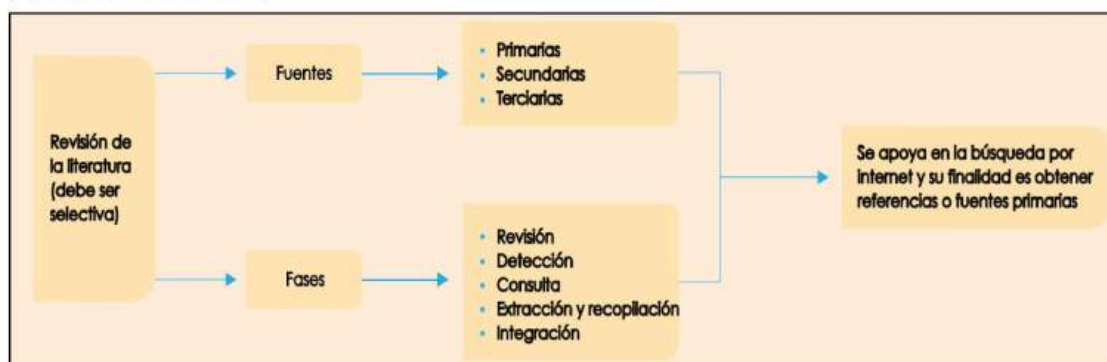 Revisión de
la literatura
(debe ser
selectiva)
Fuentes
• Primarias
• Secundarias
• Terciarias
Fases
• Revisión
• Detección
• Consulta
• Extracción y recopilación
• Integración
Se apoya en la búsqueda por
internet y su finalidad es obtener
referencias o fuentes primarias